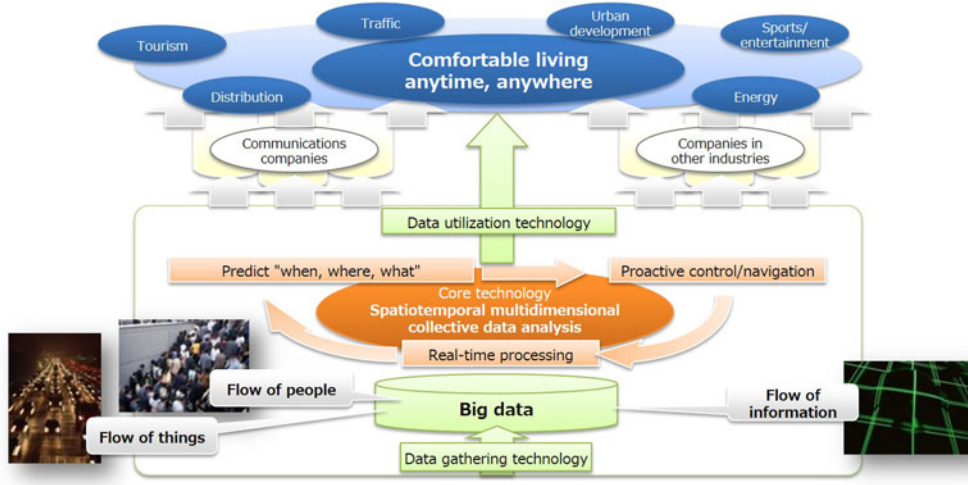 Tourism
Traffic
Urban
development
Sports/
entertainment
Comfortable living
anytime, anywhere
Distribution
Energy
Communications
companies
Companies in
other industries
Data utilization technology
Predict "when, where, what"
Proactive control/navigation
Core technology
Spatiotemporal multidimensional
collective data analysis
Real-time processing
Flow of people
Flow of things
Big data
Flow of
information
Data gathering technology